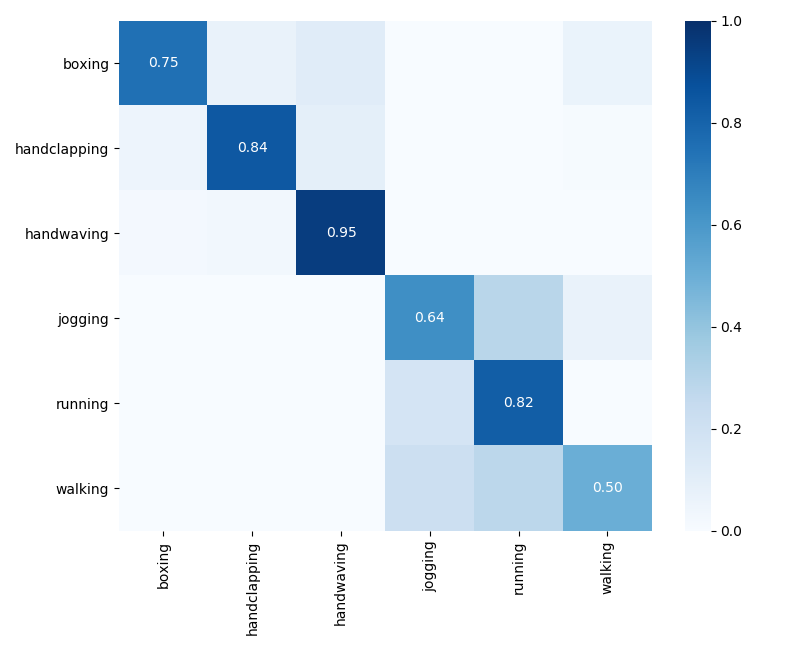 boxing
handclapping
handwaving
jogging
running
walking
0.75
0.84
0.95
0.64
0.82
0.50
boxing
handclapping
handwaving
jogging
running
walking
1.0
0.8
0.6
0.4
0.2
0.0